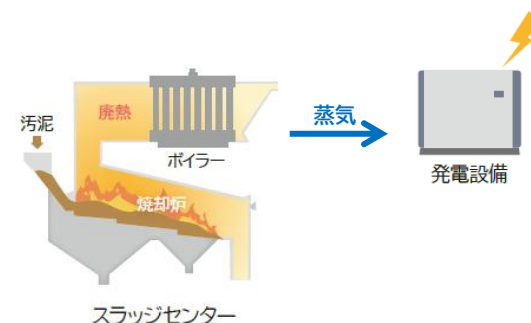 廃熱
汚泥
ボイラー
蒸気
発電設備
焼却炉
スラッジセンター